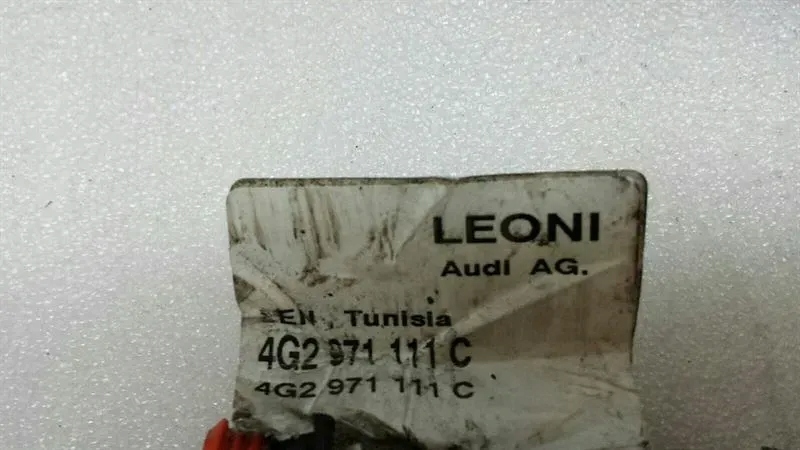 LEONI
Audi AG.
Tunisia
4G2 971 111 C
4G2 971 111 C